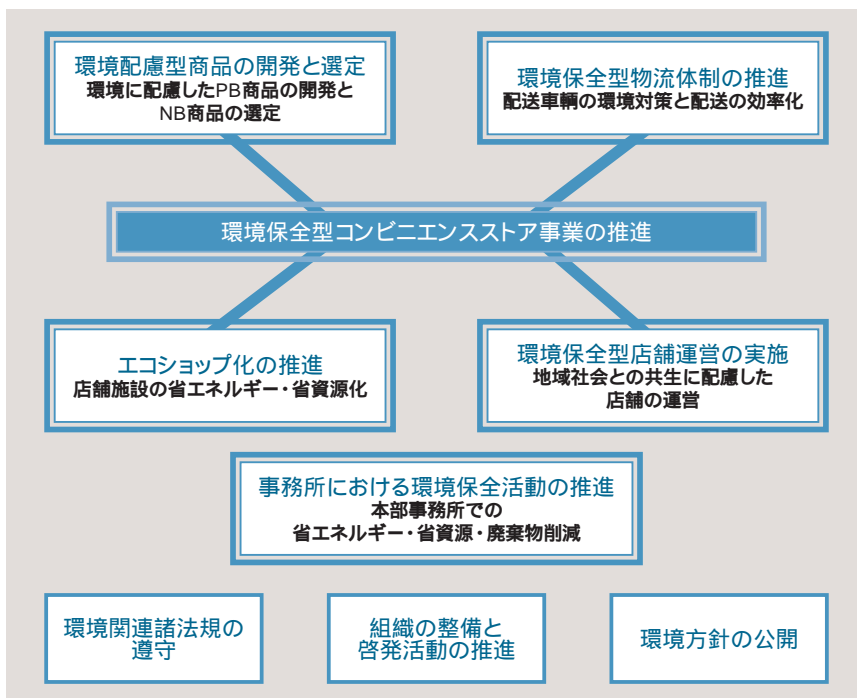 環境配慮型商品の開発と選定
環境に配慮したPB商品の開発と
NB商品の選定
環境保全型物流体制の推進
配送車輌の環境対策と配送の効率化
環境保全型コンビニエンスストア事業の推進
エコショップ化の推進
店舗施設の省エネルギー・省資源化
環境保全型店舗運営の実施
地域社会との共生に配慮した
店舗の運営
事務所における環境保全活動の推進
本部事務所での
省エネルギー・省資源・廃棄物削減
環境関連諸法規の
遵守
組織の整備と
啓発活動の推進
環境方針の公開